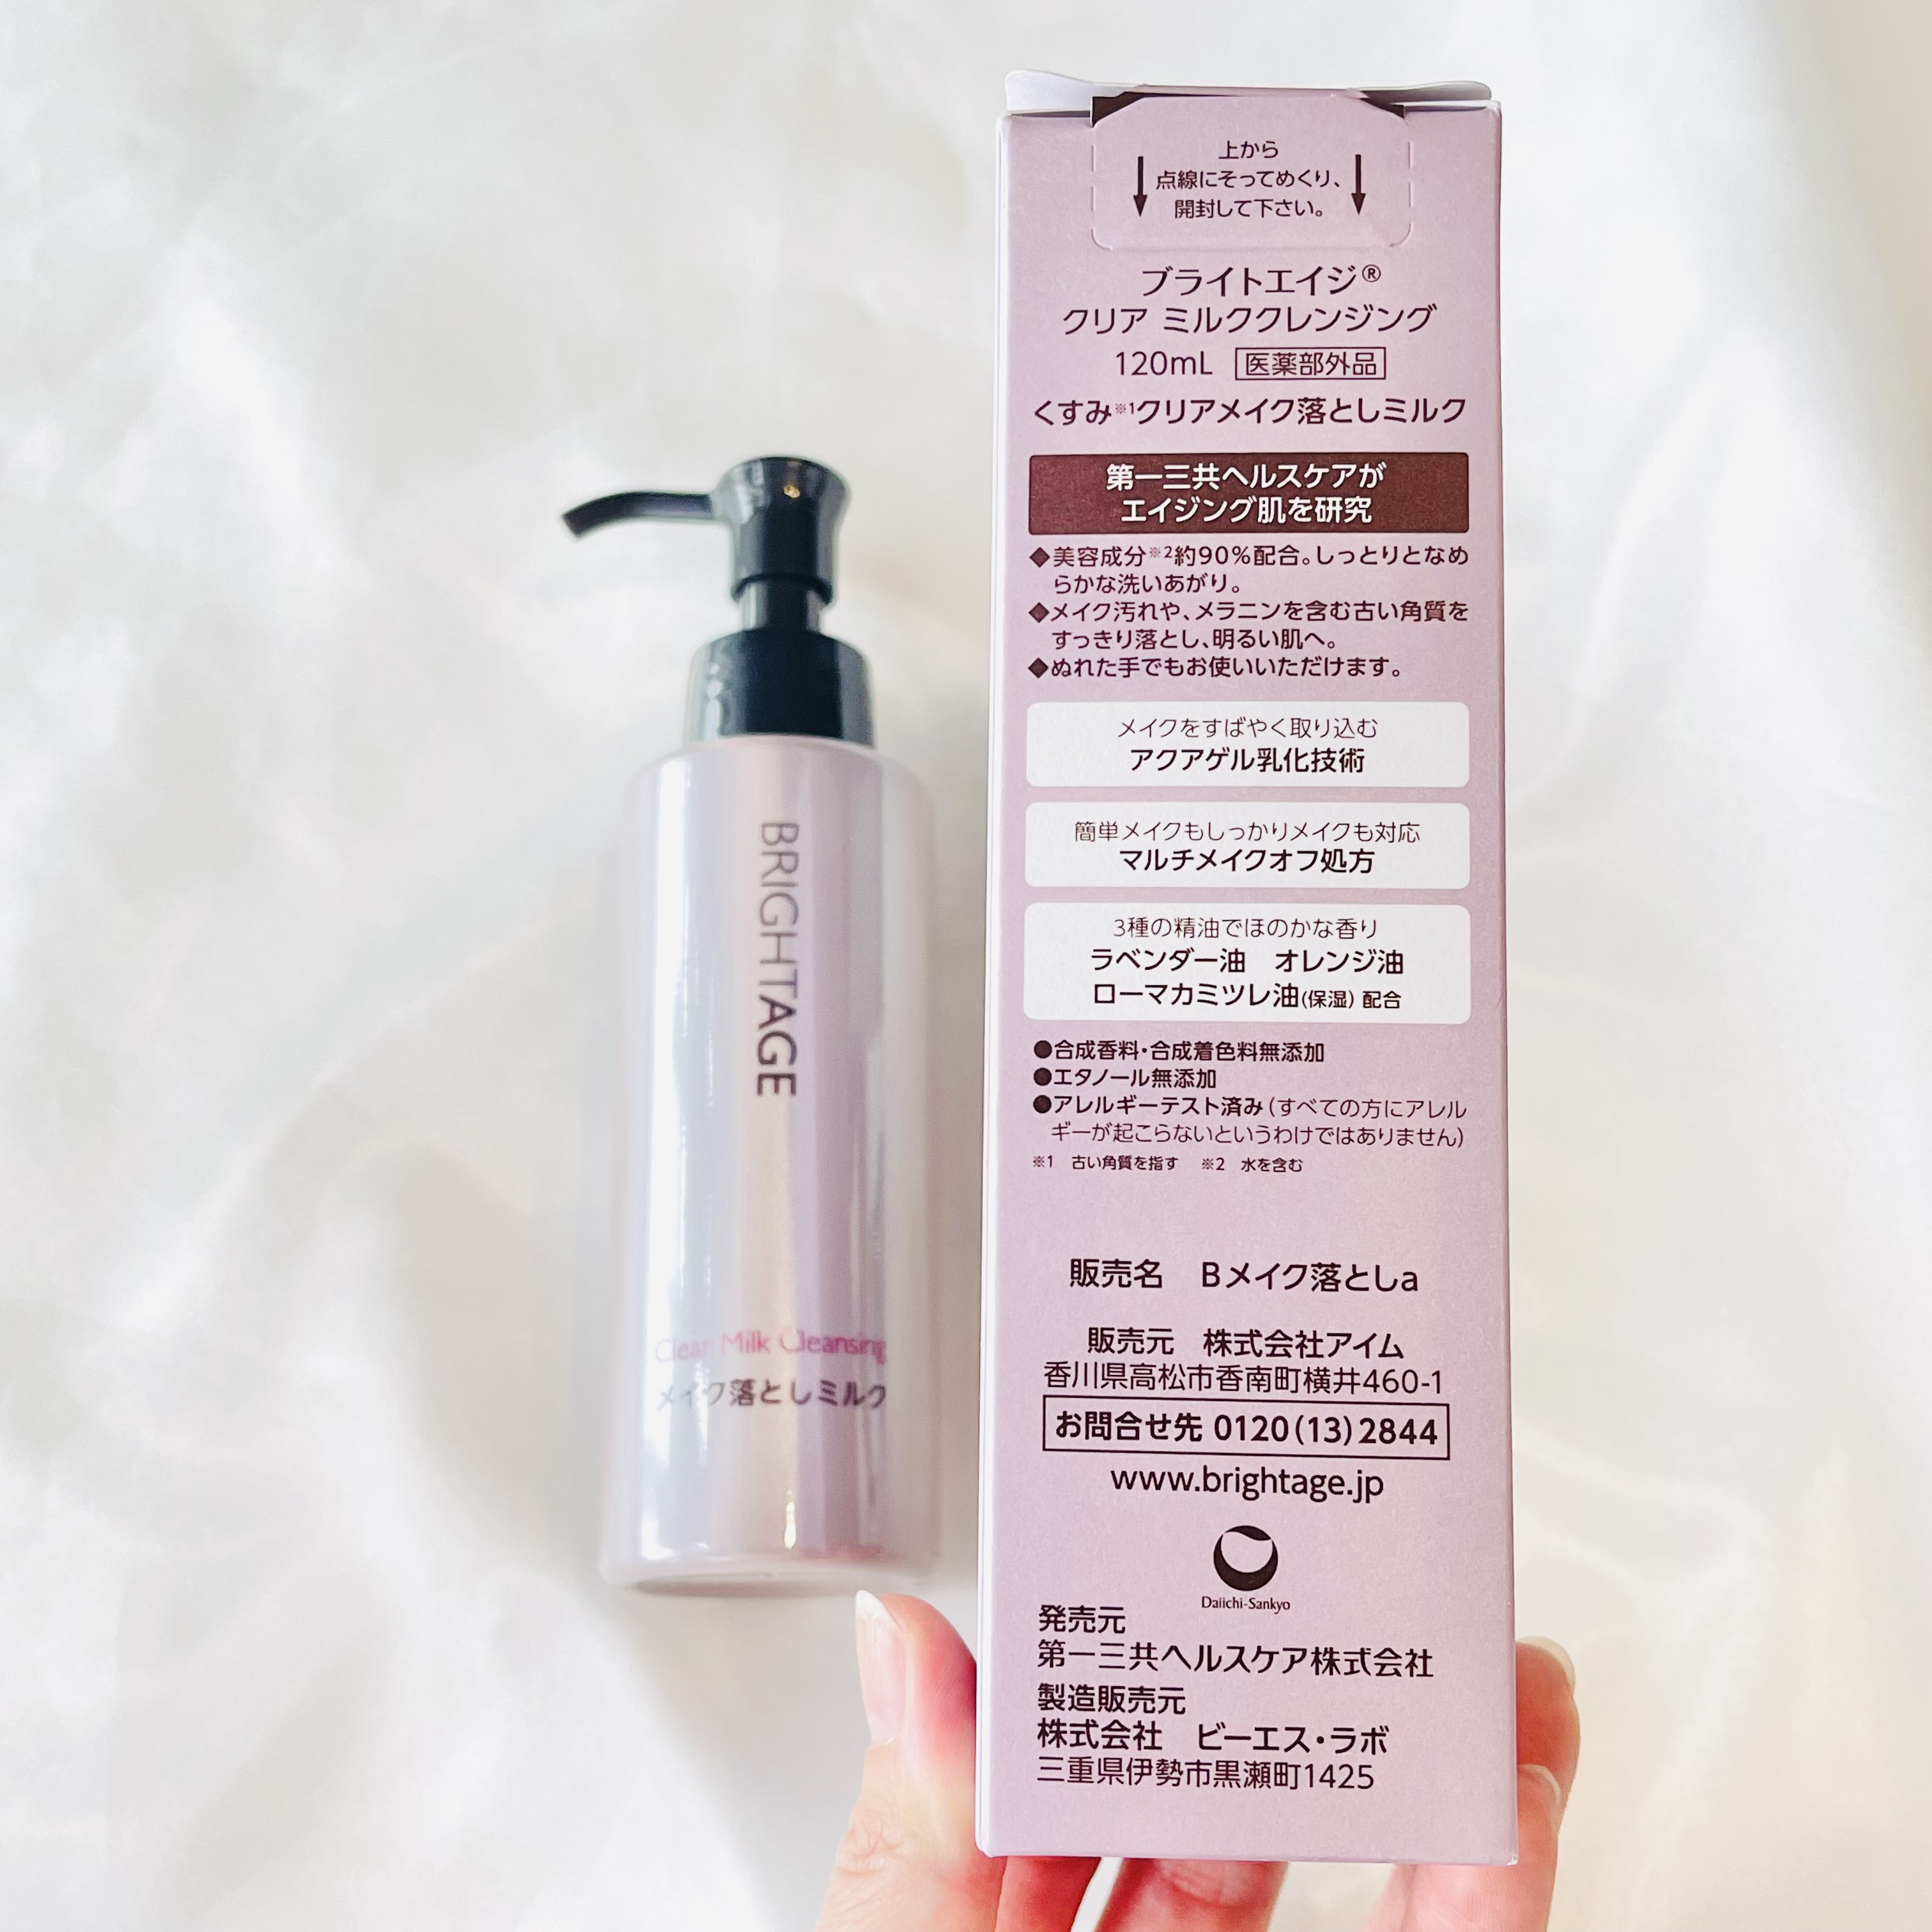 BRIGHTAGE
Clear Milk Cleansing
メイク落としミルク
上から
点線にそってめくり、
開封して下さい。
ブライトエイジ®
クリア ミルククレンジング
120mL 医薬部外品
くすみ※1クリアメイク落としミルク
第一三共ヘルスケアが
エイジング肌を研究
◆美容成分※2約90%配合。しっとりとなめ
らかな洗いあがり。
◆メイク汚れや、メラニンを含む古い角質を
すっきり落とし、明るい肌へ。
◆ぬれた手でもお使いいただけます。
メイクをすばやく取り込む
アクアゲル乳化技術
簡単メイクもしっかりメイクも対応
マルチメイクオフ処方
3種の精油でほのかな香り
ラベンダー油 オレンジ油
ローマカミツレ油(保湿) 配合
●合成香料・合成着色料無添加
●エタノール無添加
●アレルギーテスト済み(すべての方にアレル
ギーが起こらないというわけではありません)
※1 古い角質を指す ※2 水を含む
販売名 Bメイク落としa
販売元 株式会社アイム
香川県高松市香南町横井460-1
お問合せ先 0120(13)2844
www.brightage.jp
Daiichi-Sankyo
発売元
第一三共ヘルスケア株式会社
製造販売元
株式会社 ビーエス・ラボ
三重県伊勢市黒瀬町1425